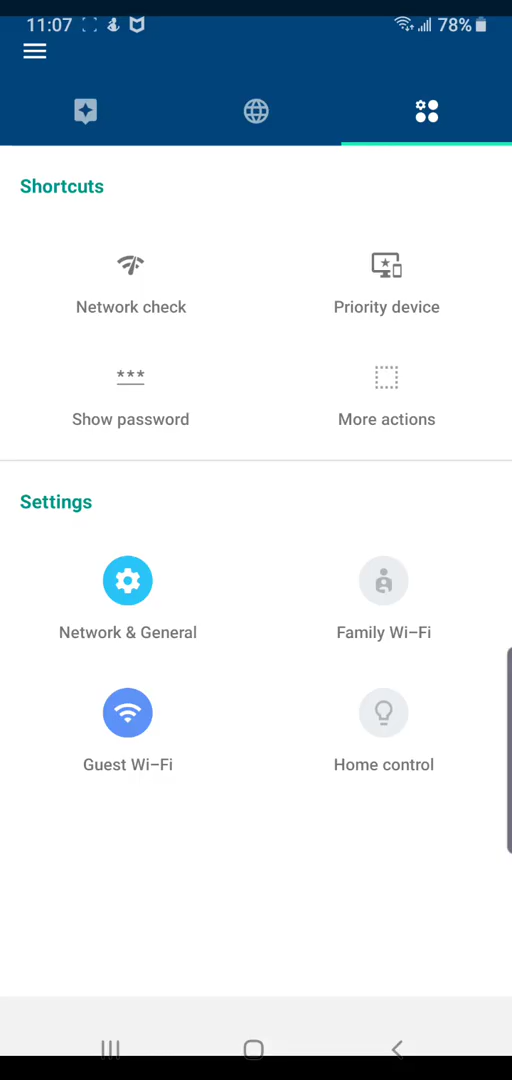 11:07 78%
Shortcuts
Network check Priority device
***
Show password More actions
Settings
Network & General Family Wi-Fi
Guest Wi-Fi Home control